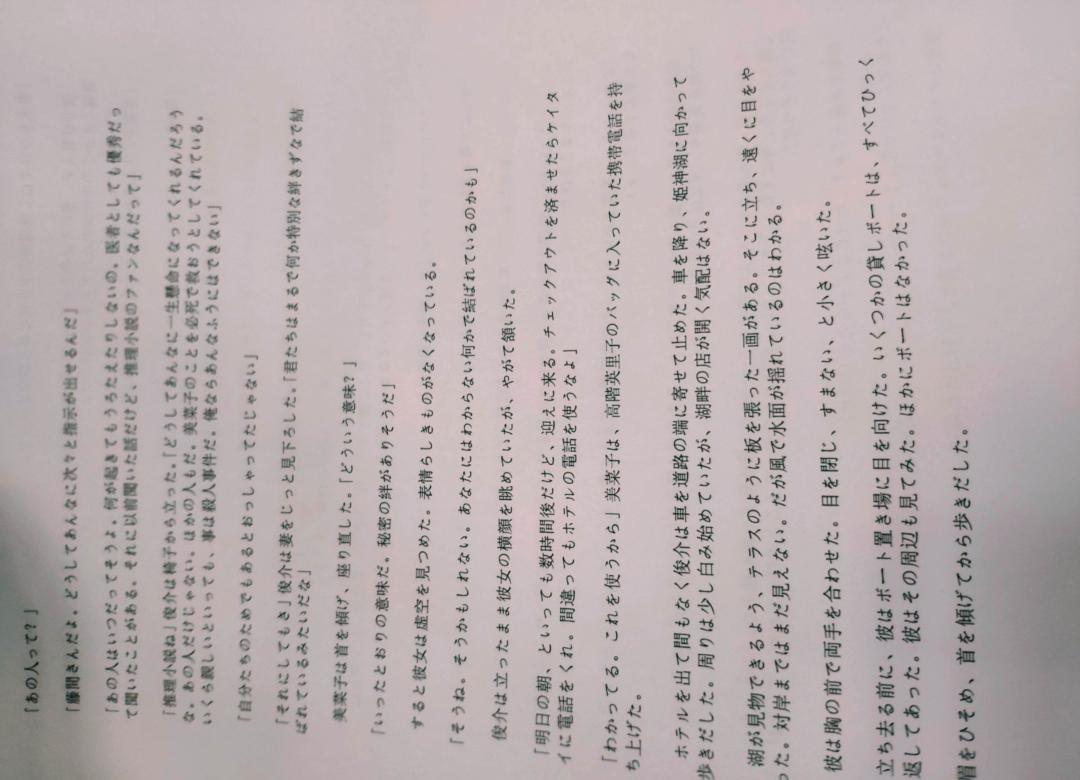 「あの人って？」
「藤間さんだよ。どうしてあんなに次々と指示が出せるんだ」
「あの人はいつだってそうよ。何が起きてもうろたえたりしないの。医者としても優秀だっ
て聞いたことがある。それに以前聞いた話だけど、推理小説のファンなんだって」
「推理小説ね」俊介は椅子から立った。「どうしてあんなに一生懸命になってくれるんだろう
な。あの人だけじゃない。ほかの人もだ。美菜子のことを必死で救おうとしてくれている。
いくら親しいといっても、事は殺人事件だ。俺ならあんなふうにはできない」
「自分たちのためでもあるとおっしゃってたじゃない」
「それにしてもさ」俊介は妻をじっと見下ろした。「君たちはまるで何か特別な絆きずなで結
ばれているみたいだな」
美菜子は首を傾げ、座り直した。「どういう意味？」
「いったとおりの意味だ。秘密の絆がありそうだ」
すると彼女は虚空を見つめた。表情らしきものがなくなっている。
「そうね。そうかもしれない。あなたにはわからない何かで結ばれているのかも」
俊介は立ったまま彼女の横顔を眺めていたが、やがて頷いた。
「明日の朝、といっても数時間後だけど、迎えに来る。チェックアウトを済ませたらケイタ
イに電話をくれ。間違ってもホテルの電話を使うなよ」
「わかってる。これを使うから」美菜子は、高階英里子のバッグに入っていた携帯電話を持
ち上げた。
ホテルを出て間もなく俊介は車を道路の端に寄せて止めた。車を降り、姫神湖に向かって
歩きだした。周りは少し白み始めていたが、湖畔の店が開く気配はない。
湖が見物できるよう、テラスのように板を張った一画がある。そこに立ち、遠くに目をや
った。対岸まではまだ見えない。だが風で水面が揺れているのはわかる。
彼は胸の前で両手を合わせた。目を閉じ、すまない、と小さく呟いた。
立ち去る前に、彼はボート置き場に目を向けた。いくつかの貸しボートは、すべてひっく
返してあった。彼はその周辺も見てみた。ほかにボートはなかった。
眉をひそめ、首を傾げてから歩きだした。